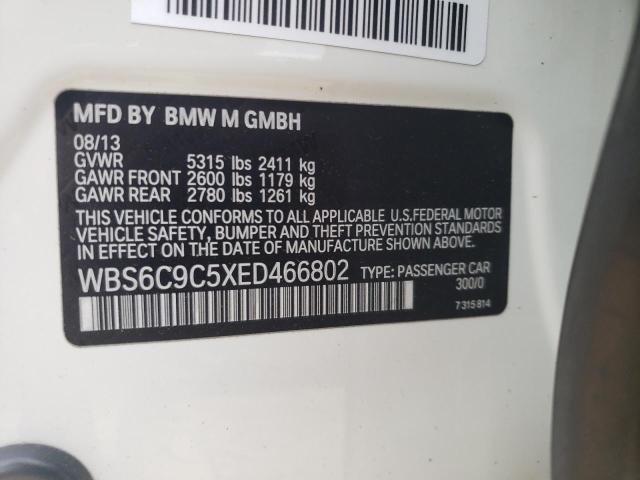 MFD BY BMW M GMBH
08/13
GVWR 5315 lbs 2411 kg
GAWR FRONT 2600 lbs 1179 kg
GAWR REAR 2780 lbs 1261 kg
THIS VEHICLE CONFORMS TO ALL APPLICABLE U.S.FEDERAL MOTOR
VEHICLE SAFETY, BUMPER AND THEFT PREVENTION STANDARDS
IN EFFECT ON THE DATE OF MANUFACTURE SHOWN ABOVE.
WBS6C9C5XED466802 TYPE: PASSENGER CAR
300/0
7315814